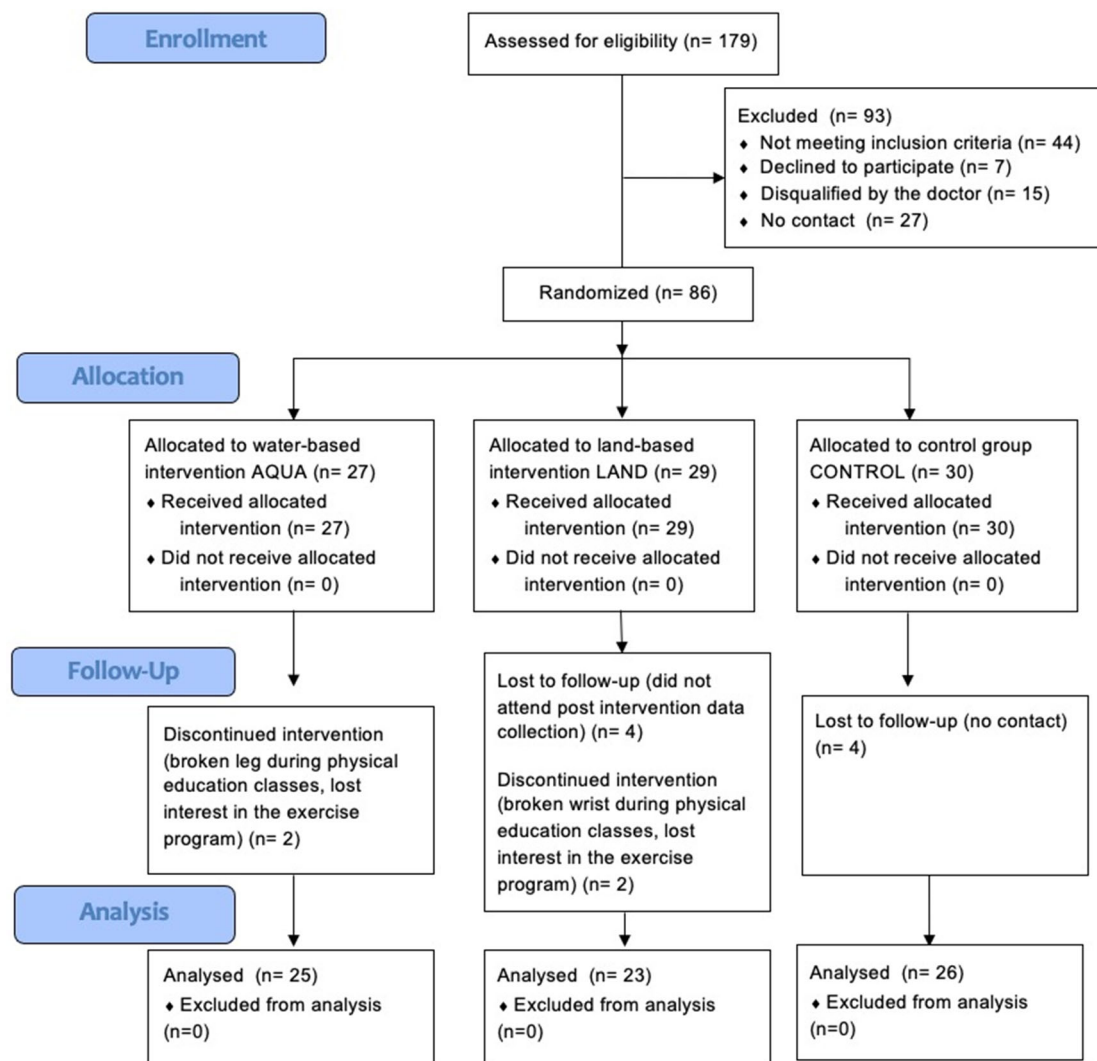 Enrollment
Assessed for eligibility (n= 179)
Excluded (n= 93)
♦ Not meeting inclusion criteria (n= 44)
♦ Declined to participate (n= 7)
♦ Disqualified by the doctor (n= 15)
♦ No contact (n= 27)
Randomized (n= 86)
Allocation
Allocated to water-based
intervention AQUA (n= 27)
♦ Received allocated
intervention (n= 27)
♦ Did not receive allocated
intervention (n= 0)
Allocated to land-based
intervention LAND (n= 29)
♦ Received allocated
intervention (n= 29)
♦ Did not receive allocated
intervention (n= 0)
Allocated to control group
CONTROL (n= 30)
♦ Received allocated
intervention (n= 30)
♦ Did not receive allocated
intervention (n= 0)
Follow-Up
Discontinued intervention
(broken leg during physical
education classes, lost
interest in the exercise
program) (n= 2)
Lost to follow-up (did not
attend post intervention data
collection) (n= 4)
Discontinued intervention
(broken wrist during physical
education classes, lost
interest in the exercise
program) (n= 2)
Lost to follow-up (no contact)
(n= 4)
Analysis
Analysed (n= 25)
♦ Excluded from analysis
(n=0)
Analysed (n= 23)
♦ Excluded from analysis
(n=0)
Analysed (n= 26)
♦ Excluded from analysis
(n=0)